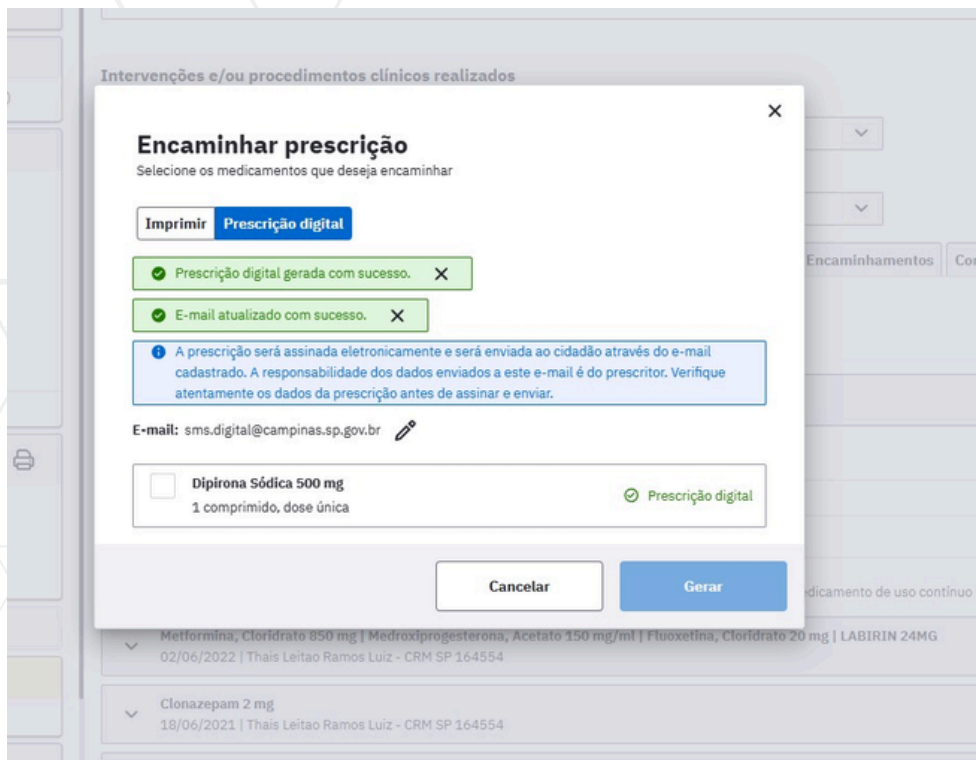 Intervenções e/ou procedimentos clínicos realizados
Encaminhar prescrição
Selecione os medicamentos que deseja encaminhar
Imprimir Prescrição digital
Prescrição digital gerada com sucesso.
E-mail atualizado com sucesso.
A prescrição será assinada eletronicamente e será enviada ao cidadão através do e-mail
cadastrado. A responsabilidade dos dados enviados a este e-mail é do prescritor. Verifique
atentamente os dados da prescrição antes de assinar e enviar.
E-mail: sms.digital@campinas.sp.gov.br
Dipirona Sódica 500 mg
1 comprimido, dose única
Prescrição digital
Cancelar Gerar
Encaminhamentos
de uso contínuo
Metformina, Cloridrato 850 mg | Medroxiprogesterona, Acetato 150 mg/ml | Fluoxetina, Cloridrato 20 mg | LABIRIN 24MG
02/06/2022 | Thais Leitao Ramos Luiz - CRM SP 164554
Clonazepam 2 mg
18/06/2021 | Thais Leitao Ramos Luiz - CRM SP 164554